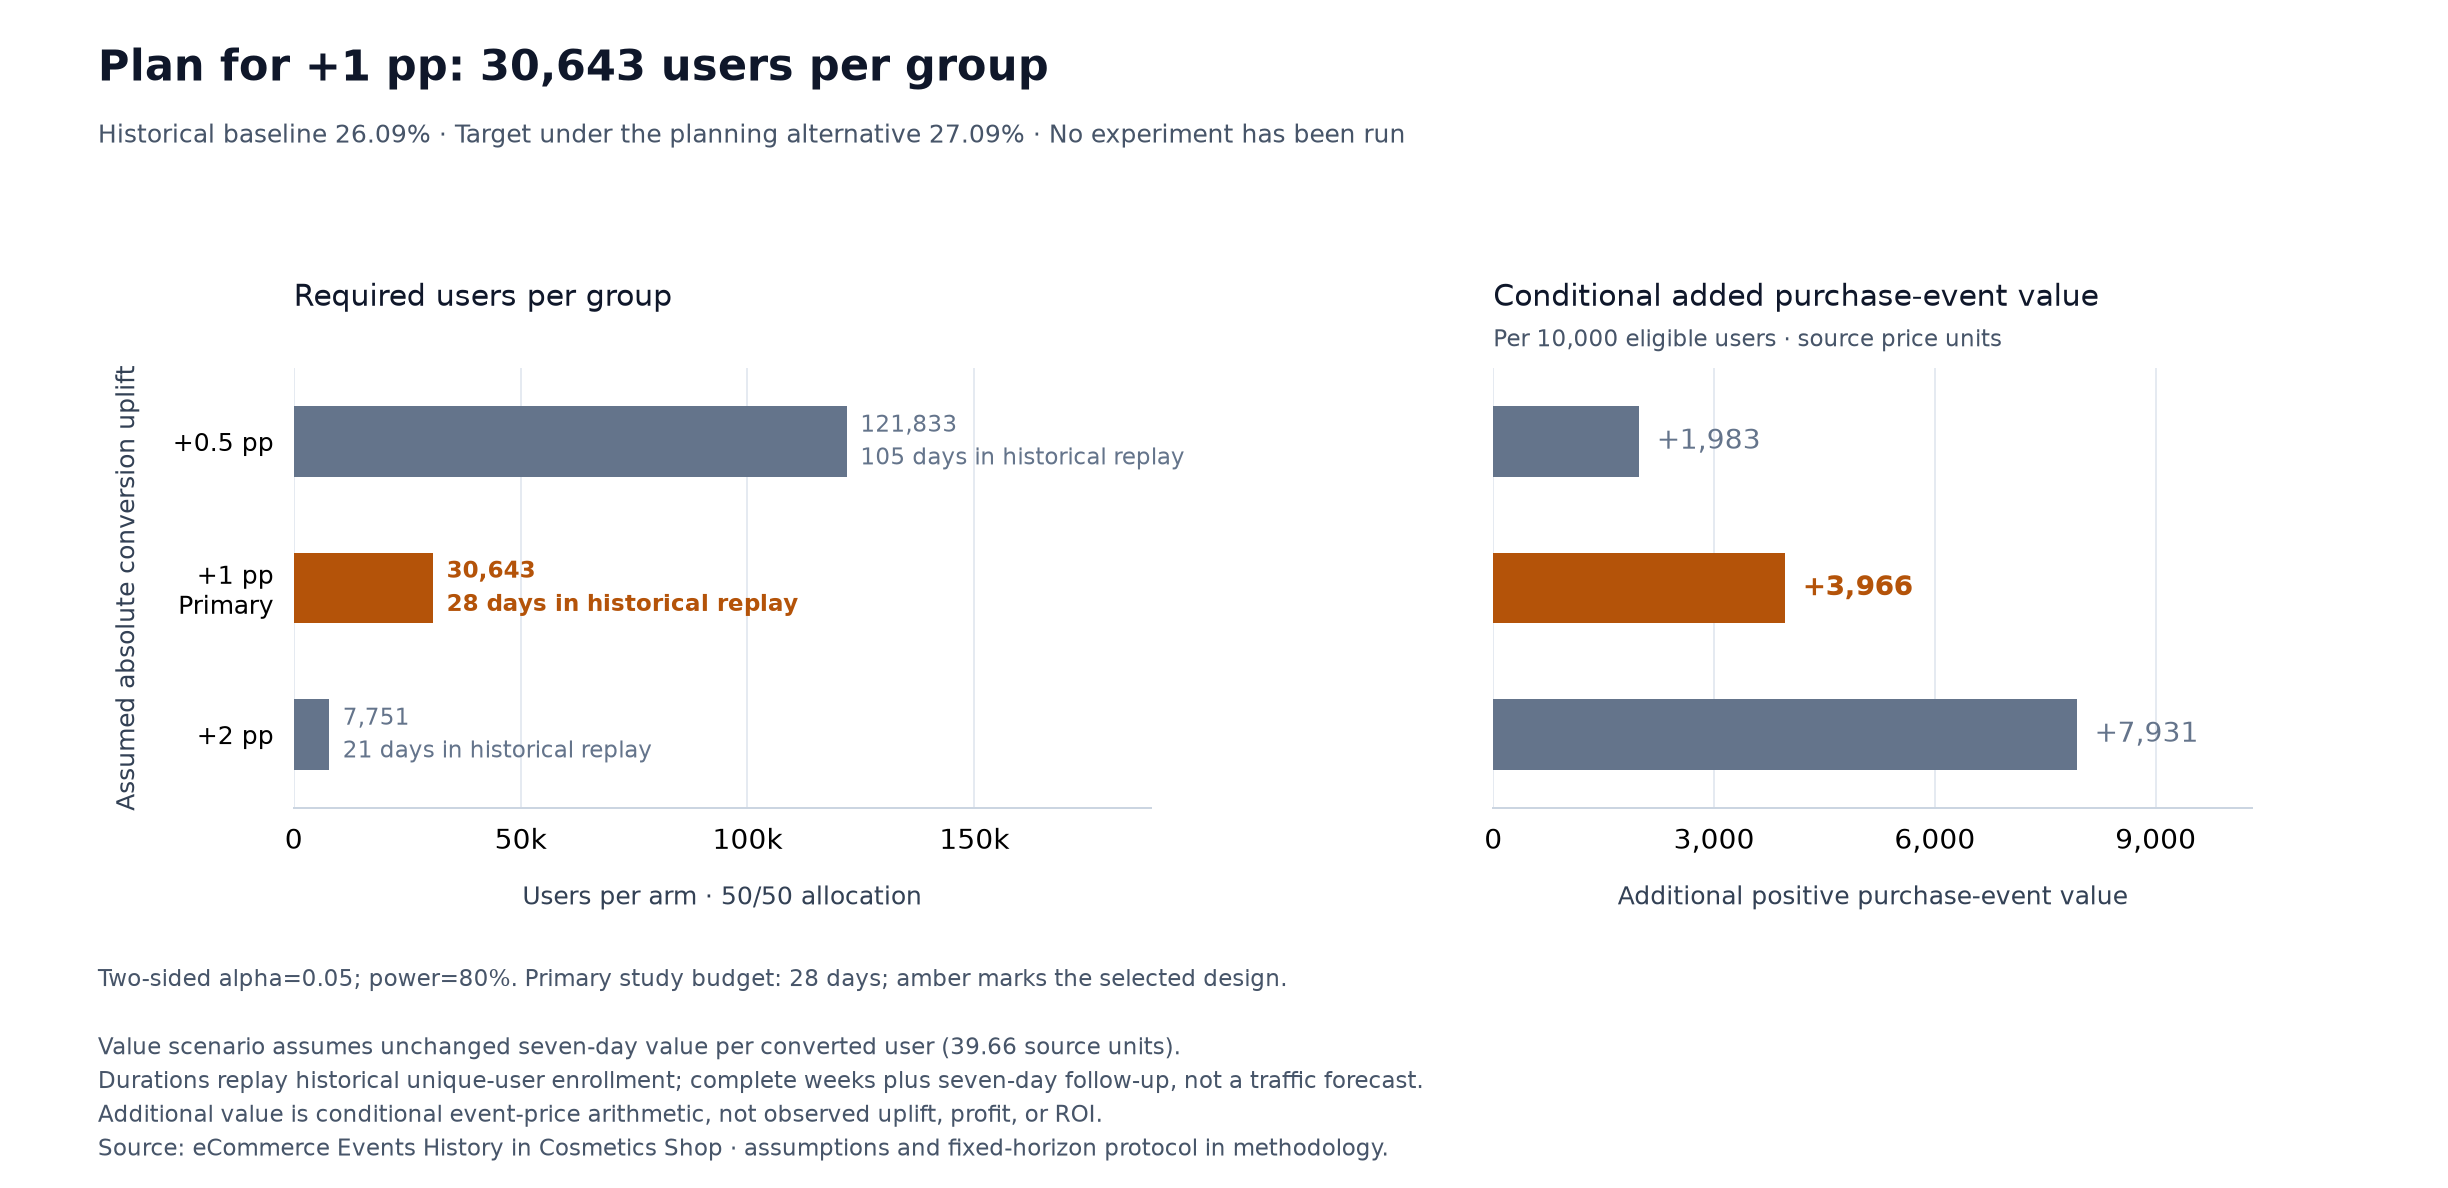 Plan for +1 pp: 30,643 users per group
Historical baseline 26.09% · Target under the planning alternative 27.09% · No experiment has been run
Required users per group
Assumed absolute conversion uplift
+0.5 pp
121,833
105 days in historical replay
+1 pp
Primary
30,643
28 days in historical replay
+2 pp
7,751
21 days in historical replay
0 50k 100k 150k
Users per arm · 50/50 allocation
Conditional added purchase-event value
Per 10,000 eligible users · source price units
+1,983
+3,966
+7,931
0 3,000 6,000 9,000
Additional positive purchase-event value
Two-sided alpha=0.05; power=80%. Primary study budget: 28 days; amber marks the selected design.
Value scenario assumes unchanged seven-day value per converted user (39.66 source units).
Durations replay historical unique-user enrollment; complete weeks plus seven-day follow-up, not a traffic forecast.
Additional value is conditional event-price arithmetic, not observed uplift, profit, or ROI.
Source: eCommerce Events History in Cosmetics Shop · assumptions and fixed-horizon protocol in methodology.